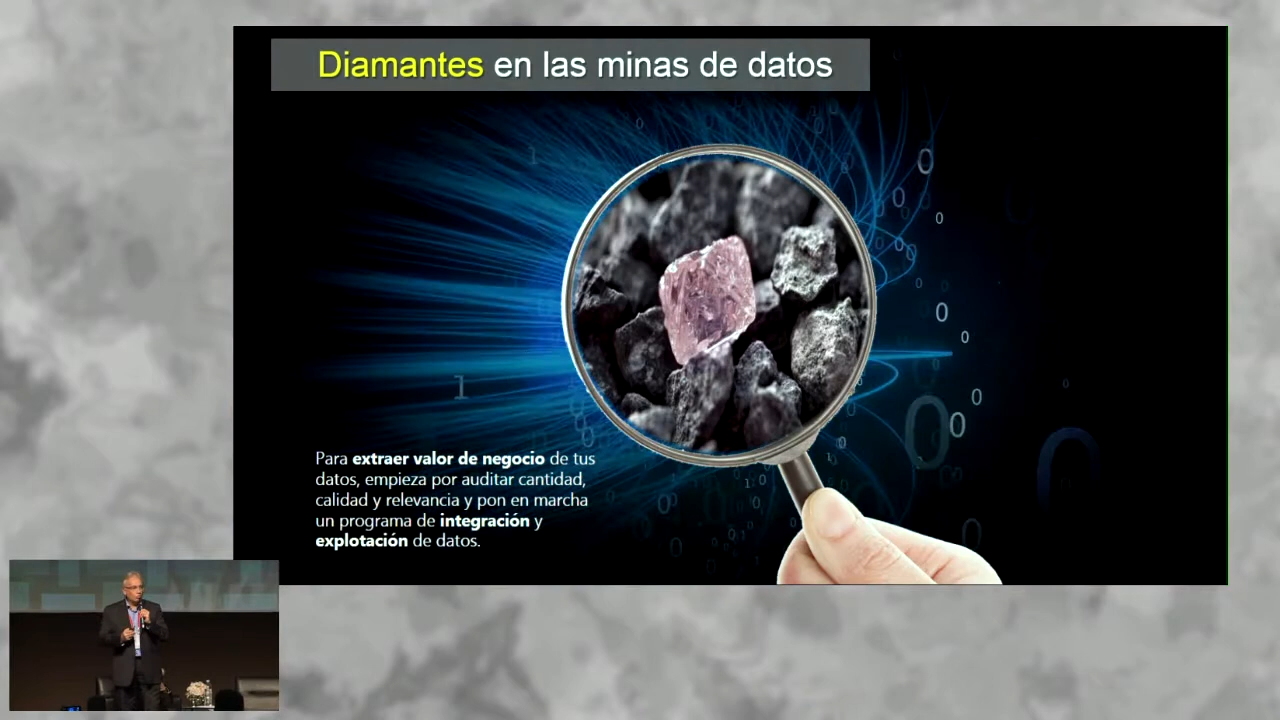 Diamantes en las minas de datos
Para extraer valor de negocio de tus
datos, empieza por auditar cantidad,
calidad y relevancia y pon en marcha
un programa de integración y
explotación de datos.